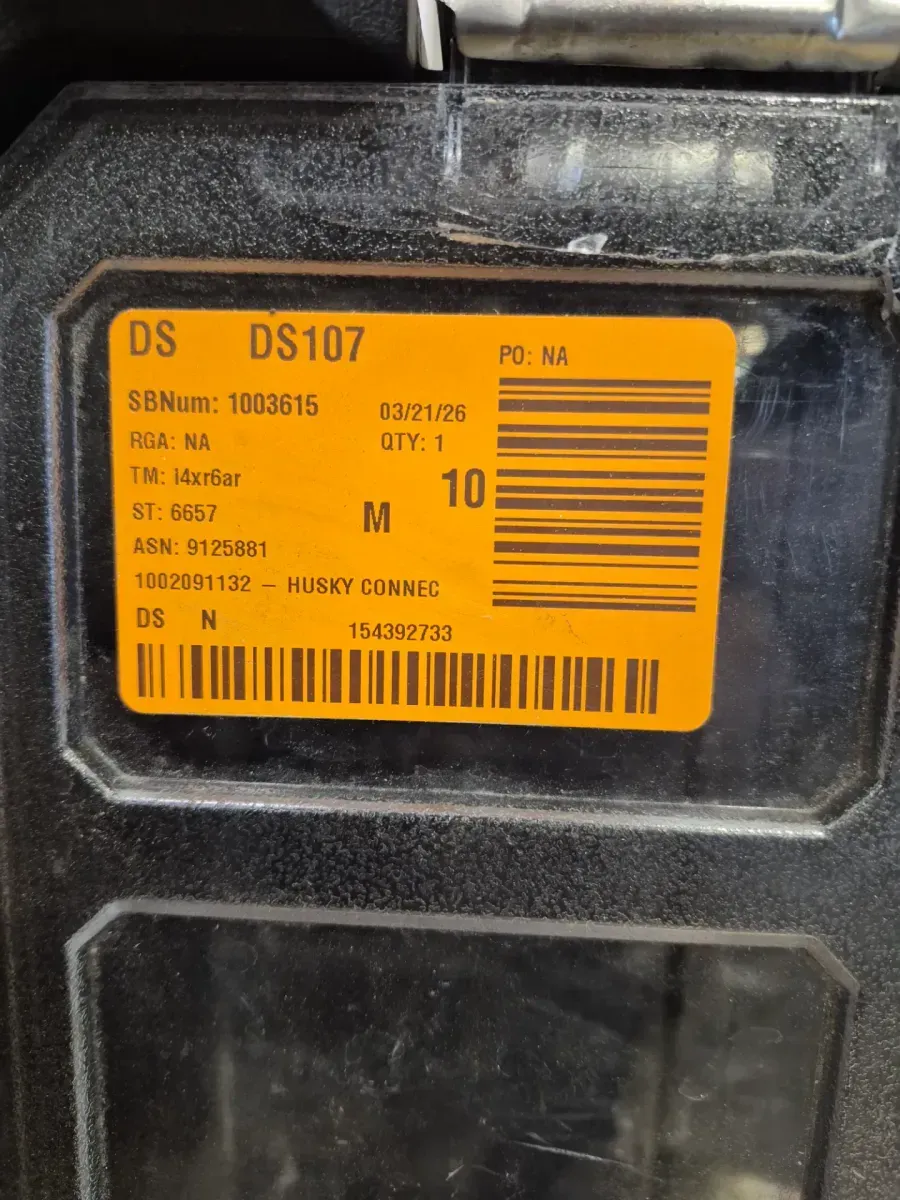 DS DS107
PO: NA
SBNum: 1003615 03/21/26
RGA: NA QTY: 1
TM: l4xr6ar
10
ST: 6657 M
ASN: 9125881
1002091132 – HUSKY CONNEC
DS N 154392733